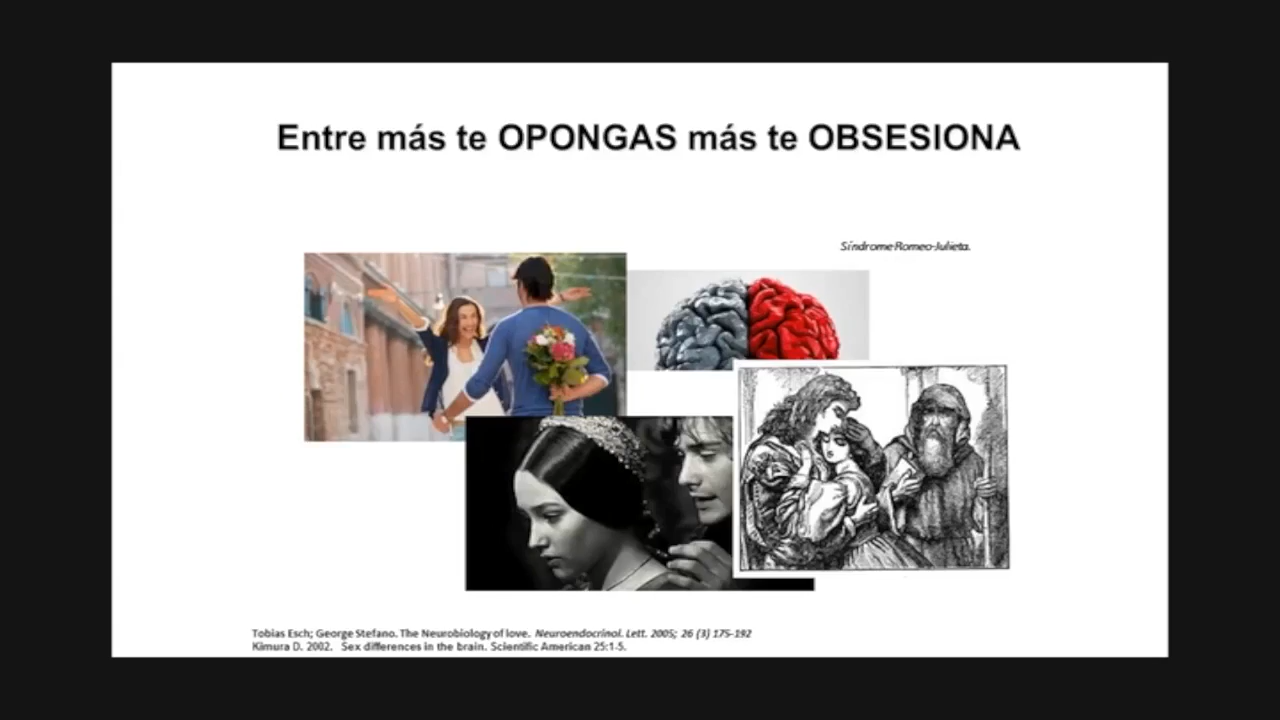 Entre más te OPONGAS más te OBSESIONA
Síndrome Romeo-Julieta.
Tobias Esch; George Stefano. The Neurobiology of love. Neuroendocrinol. Lett. 2005; 26 (3) 175-192
Kimura D. 2002. Sex differences in the brain. Scientific American 25:1-5.